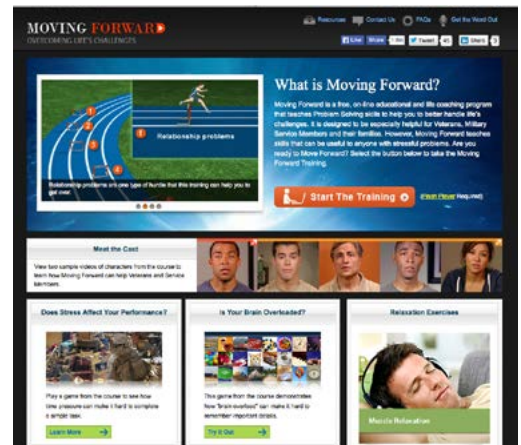 MOVING FORWARD
OVERCOMING LIFE'S CHALLENGES
Resources Contact Us FAQs Get the Word Out
Like Share Tweet 45 Share 3
1
2
3
4
! Relationship problems
Relationship problems are one type of hurdle that this training can help you to
get over.
What is Moving Forward?
Moving Forward is a free, on-line educational and life coaching program
that teaches Problem Solving skills to help you to better handle life's
challenges. It is designed to be especially helpful for Veterans, Military
Service Members and their families. However, Moving Forward teaches
skills that can be useful to anyone with stressful problems. Are you
ready to Move Forward? Select the button below to take the Moving
Forward Training.
Start The Training (Flash Player Required)
Meet the Cast
View two sample videos of characters from the course to
learn how Moving Forward can help Veterans and Service
Members.
Does Stress Affect Your Performance?
Play a game from the course to see how
time pressure can make it hard to complete
a simple task.
Learn More
Is Your Brain Overloaded?
This game from the course demonstrates
how "brain overload" can make it hard to
remember important details.
Try it Out
Relaxation Exercises
Muscle Relaxation